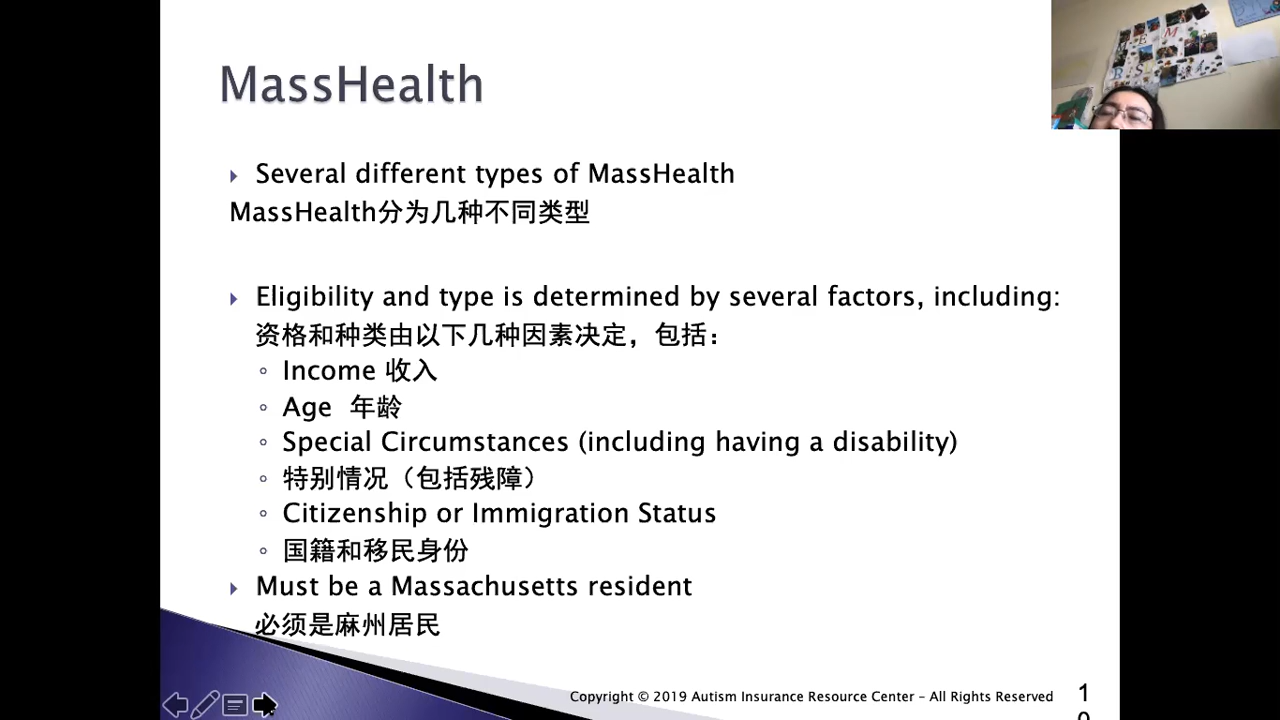 MassHealth
Several different types of MassHealth
MassHealth分为几种不同类型
Eligibility and type is determined by several factors, including:
资格和种类由以下几种因素决定，包括：
Income 收入
Age 年龄
Special Circumstances (including having a disability)
特别情况（包括残障）
Citizenship or Immigration Status
国籍和移民身份
Must be a Massachusetts resident
必须是麻州居民
Copyright © 2019 Autism Insurance Resource Center – All Rights Reserved
1